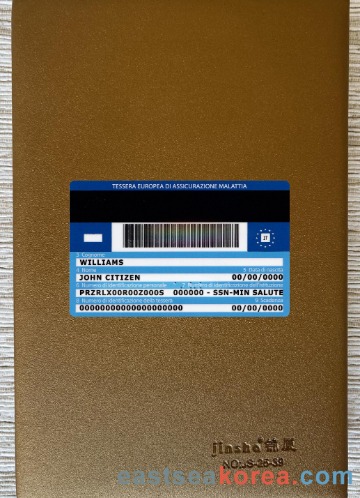 TESSERA EUROPEA DI ASSICURAZIONE MALATTIA
IT
3. Cognome
WILLIAMS
4. Nome
5. Data di nascita
JOHN CITIZEN
00/00/0000
6. Numero di identificazione personale
7. Numero di identificazione dell'istituzione
PRZRLX00R00Z000S
000000 - SSN-MIN SALUTE
8. Numero di identificazione della tessera
9. Scadenza
00000000000000000000
00/00/0000
jinsha
NO:JS-26-39
eastseakorea.com